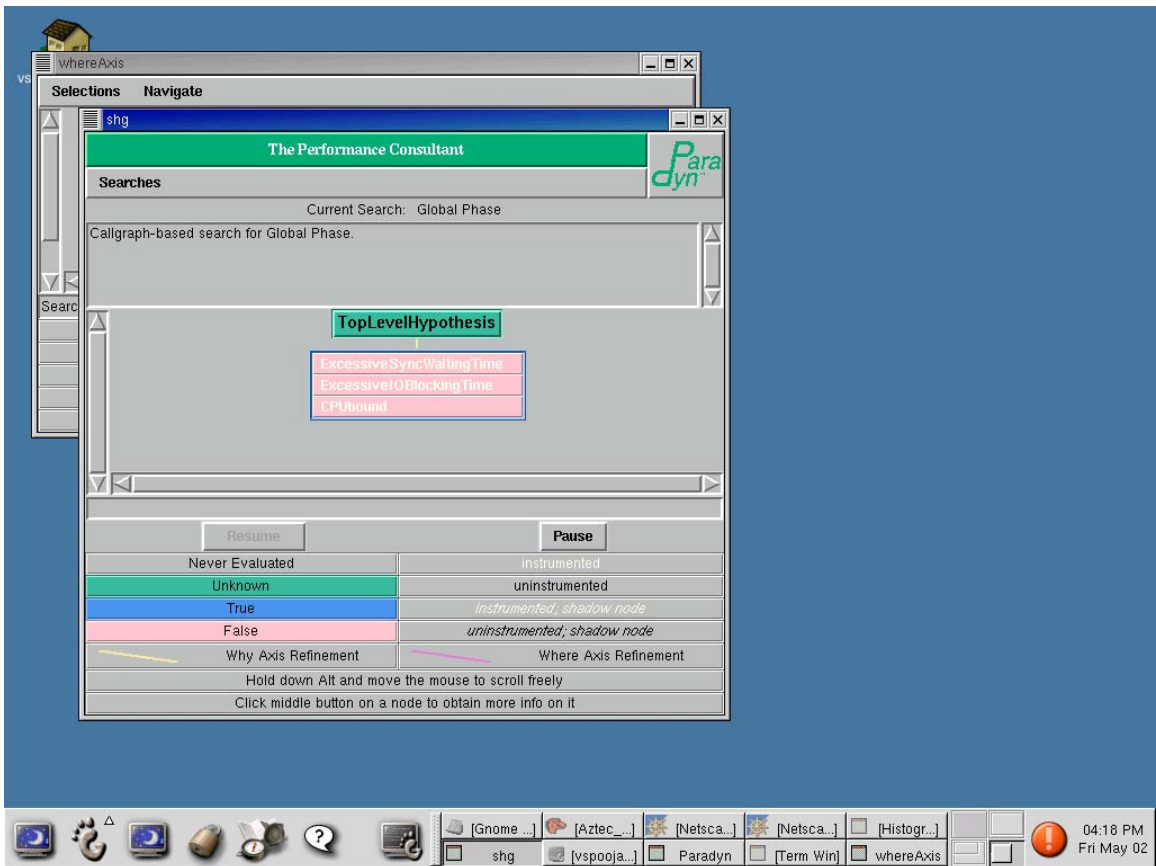 vs
whereAxis
Selections Navigate
shg
The Performance Consultant
Paradyn
Searches
Current Search: Global Phase
Callgraph-based search for Global Phase.
Searc
TopLevelHypothesis
ExcessiveSyncWaitingTime
ExcessiveIOBlockingTime
CPUbound
Resume Pause
Never Evaluated instrumented
Unknown uninstrumented
True instrumented; shadow node
False uninstrumented; shadow node
Why Axis Refinement Where Axis Refinement
Hold down Alt and move the mouse to scroll freely
Click middle button on a node to obtain more info on it
[Gnome ...] [Aztec_...] [Netsca...] [Netsca...] [Histogr...] 04:18 PM
shg [vspooja...] Paradyn [Term Win] whereAxis Fri May 02